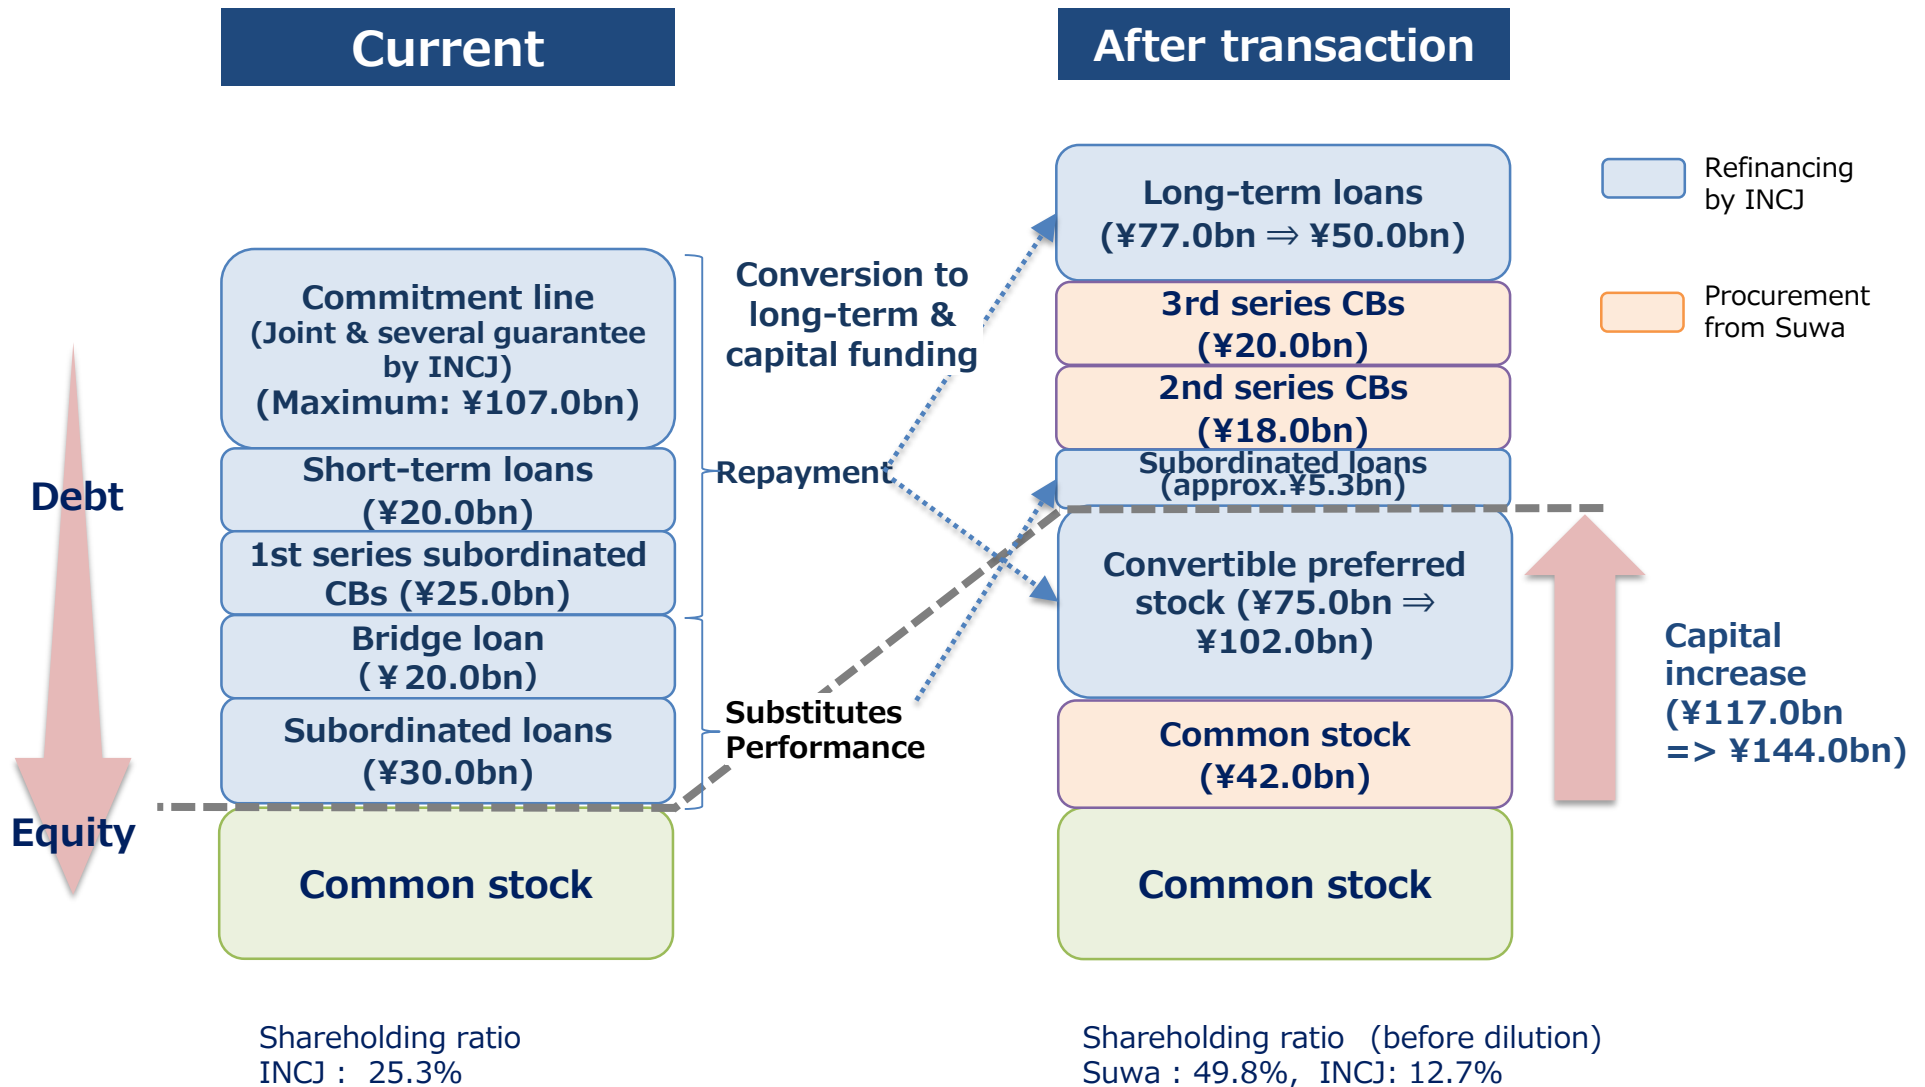 Current
After transaction
Commitment line
(Joint & several guarantee
by INCJ)
(Maximum: ¥107.0bn)
Short-term loans
(¥20.0bn)
1st series subordinated
CBs (¥25.0bn)
Bridge loan
(¥20.0bn)
Subordinated loans
(¥30.0bn)
Common stock
Debt
Equity
Conversion to
long-term &
capital funding
Repayment
Substitutes
Performance
Long-term loans
(¥77.0bn ⇒ ¥50.0bn)
3rd series CBs
(¥20.0bn)
2nd series CBs
(¥18.0bn)
Subordinated loans
(approx.¥5.3bn)
Convertible preferred
stock (¥75.0bn ⇒
¥102.0bn)
Common stock
(¥42.0bn)
Common stock
Refinancing
by INCJ
Procurement
from Suwa
Capital
increase
(¥117.0bn
=> ¥144.0bn)
Shareholding ratio
INCJ : 25.3%
Shareholding ratio (before dilution)
Suwa : 49.8%, INCJ: 12.7%